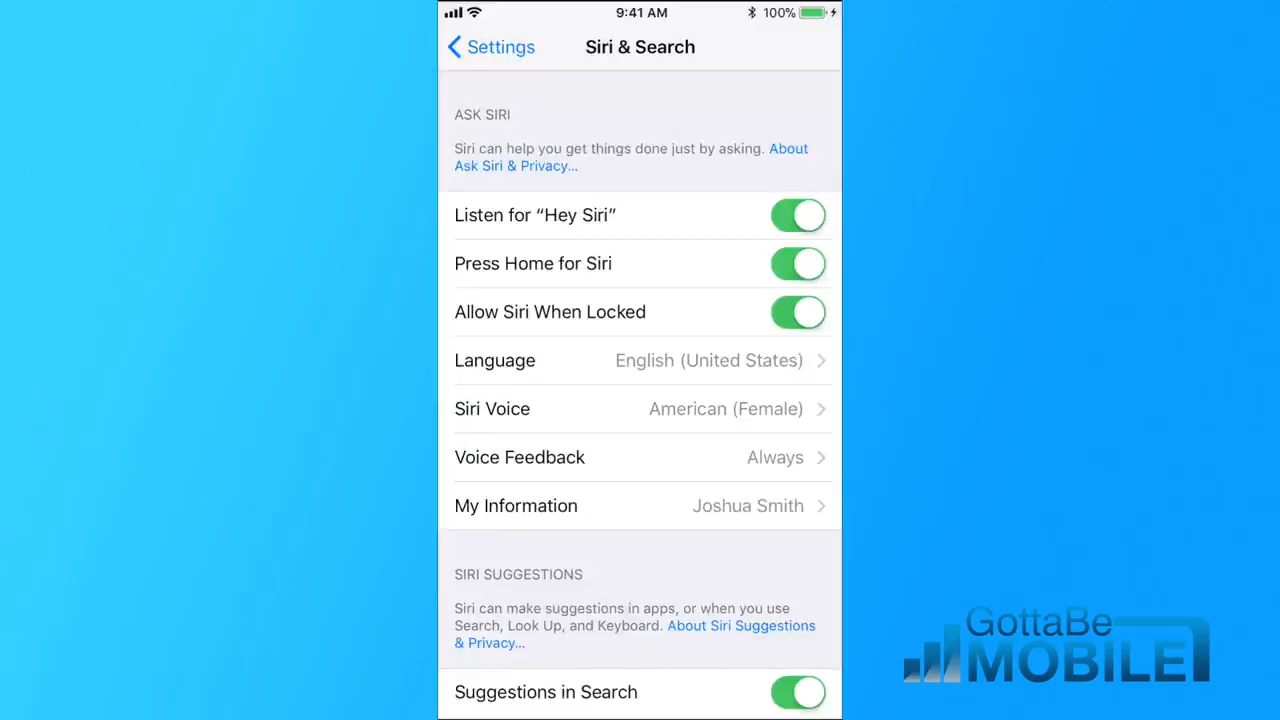 9:41 AM
100%
Settings
Siri & Search
ASK SIRI
Siri can help you get things done just by asking. About
Ask Siri & Privacy...
Listen for “Hey Siri”
Press Home for Siri
Allow Siri When Locked
Language English (United States)
Siri Voice American (Female)
Voice Feedback Always
My Information Joshua Smith
SIRI SUGGESTIONS
Siri can make suggestions in apps, or when you use
Search, Look Up, and Keyboard. About Siri Suggestions
& Privacy...
Suggestions in Search
GottaBe
MOBILE